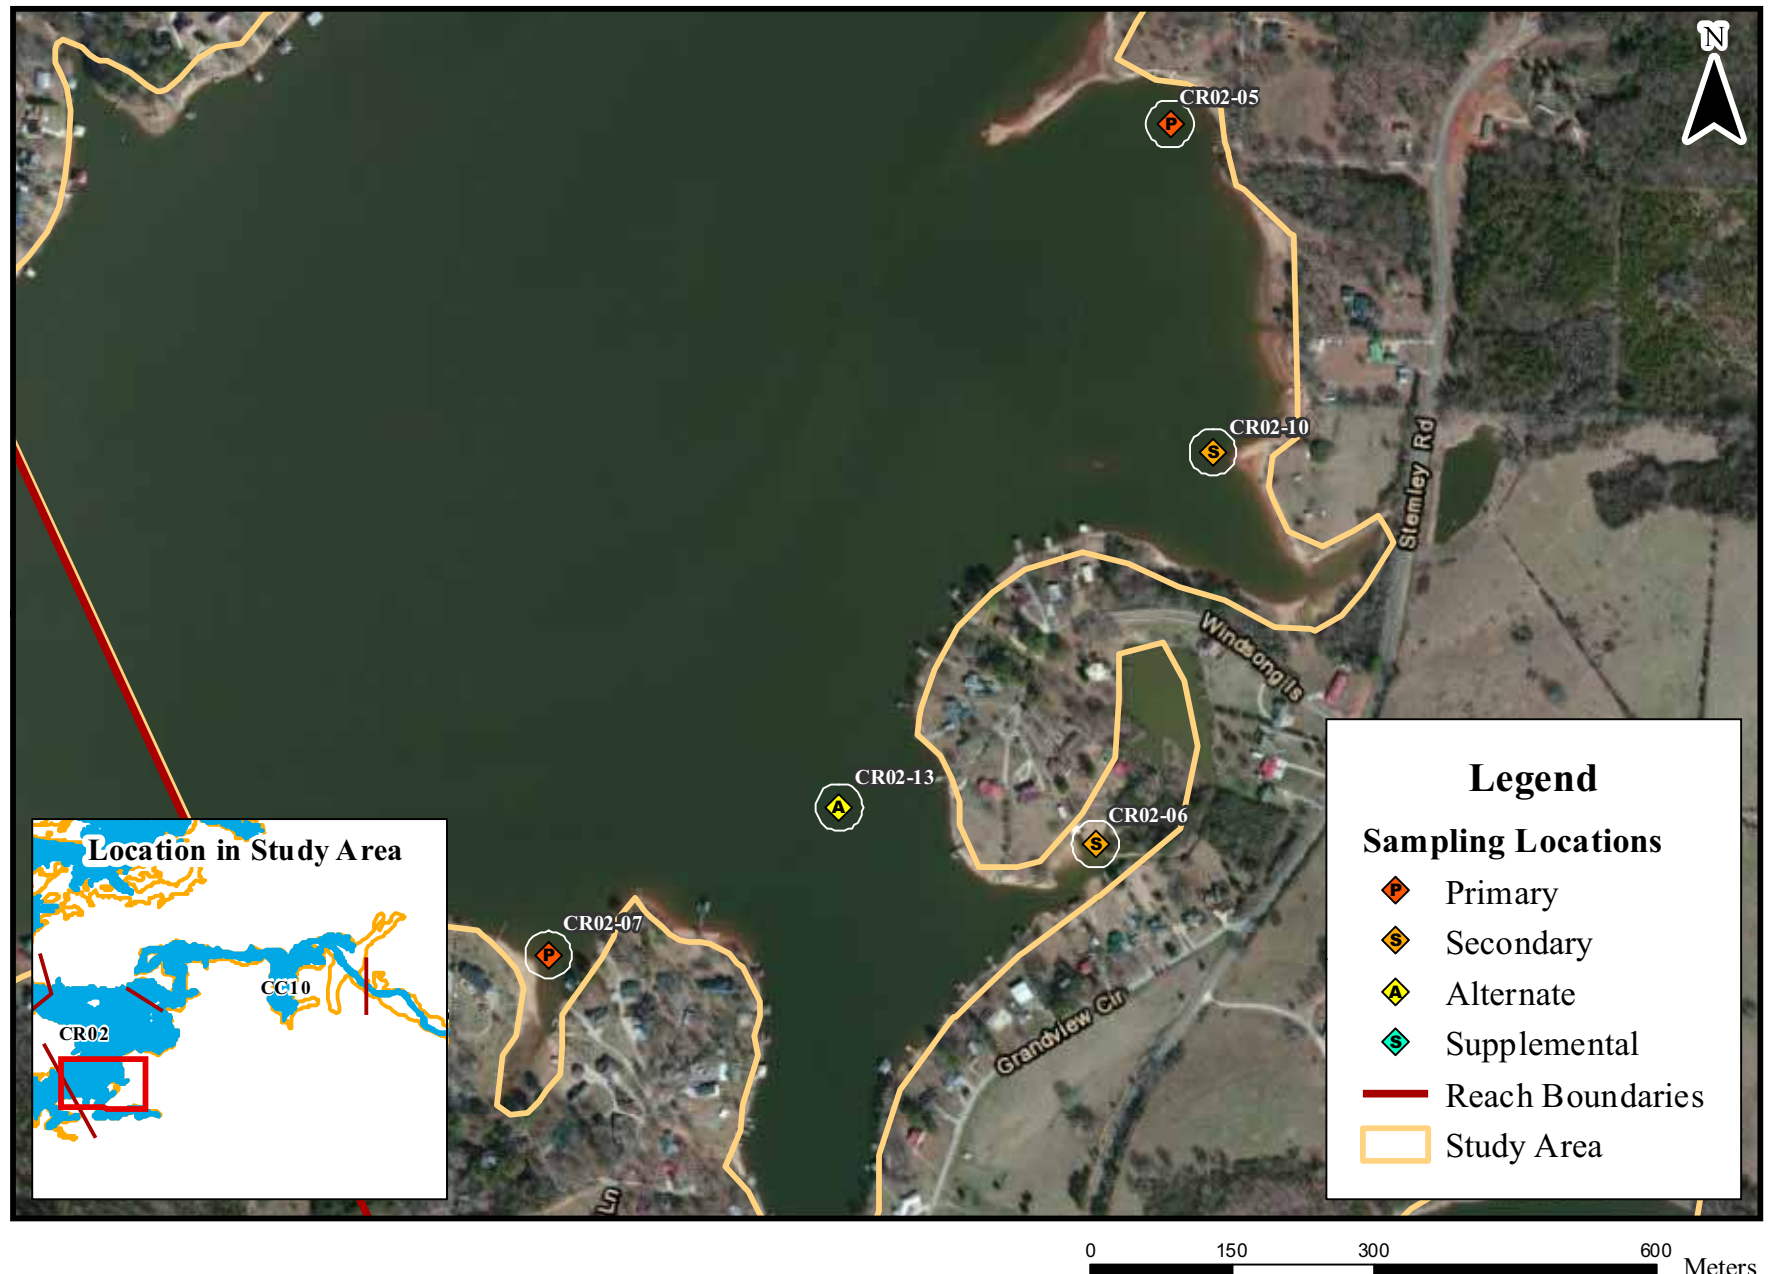 N
CR02-05
P
CR02-10
S
Stemley Rd
Windsong Is
CR02-13
A
CR02-06
S
CR02-07
P
Grandview Cir
Ln
Location in Study Area
CC10
CR02
Legend
Sampling Locations
P Primary
S Secondary
A Alternate
S Supplemental
Reach Boundaries
Study Area
0 150 300 600
Meters